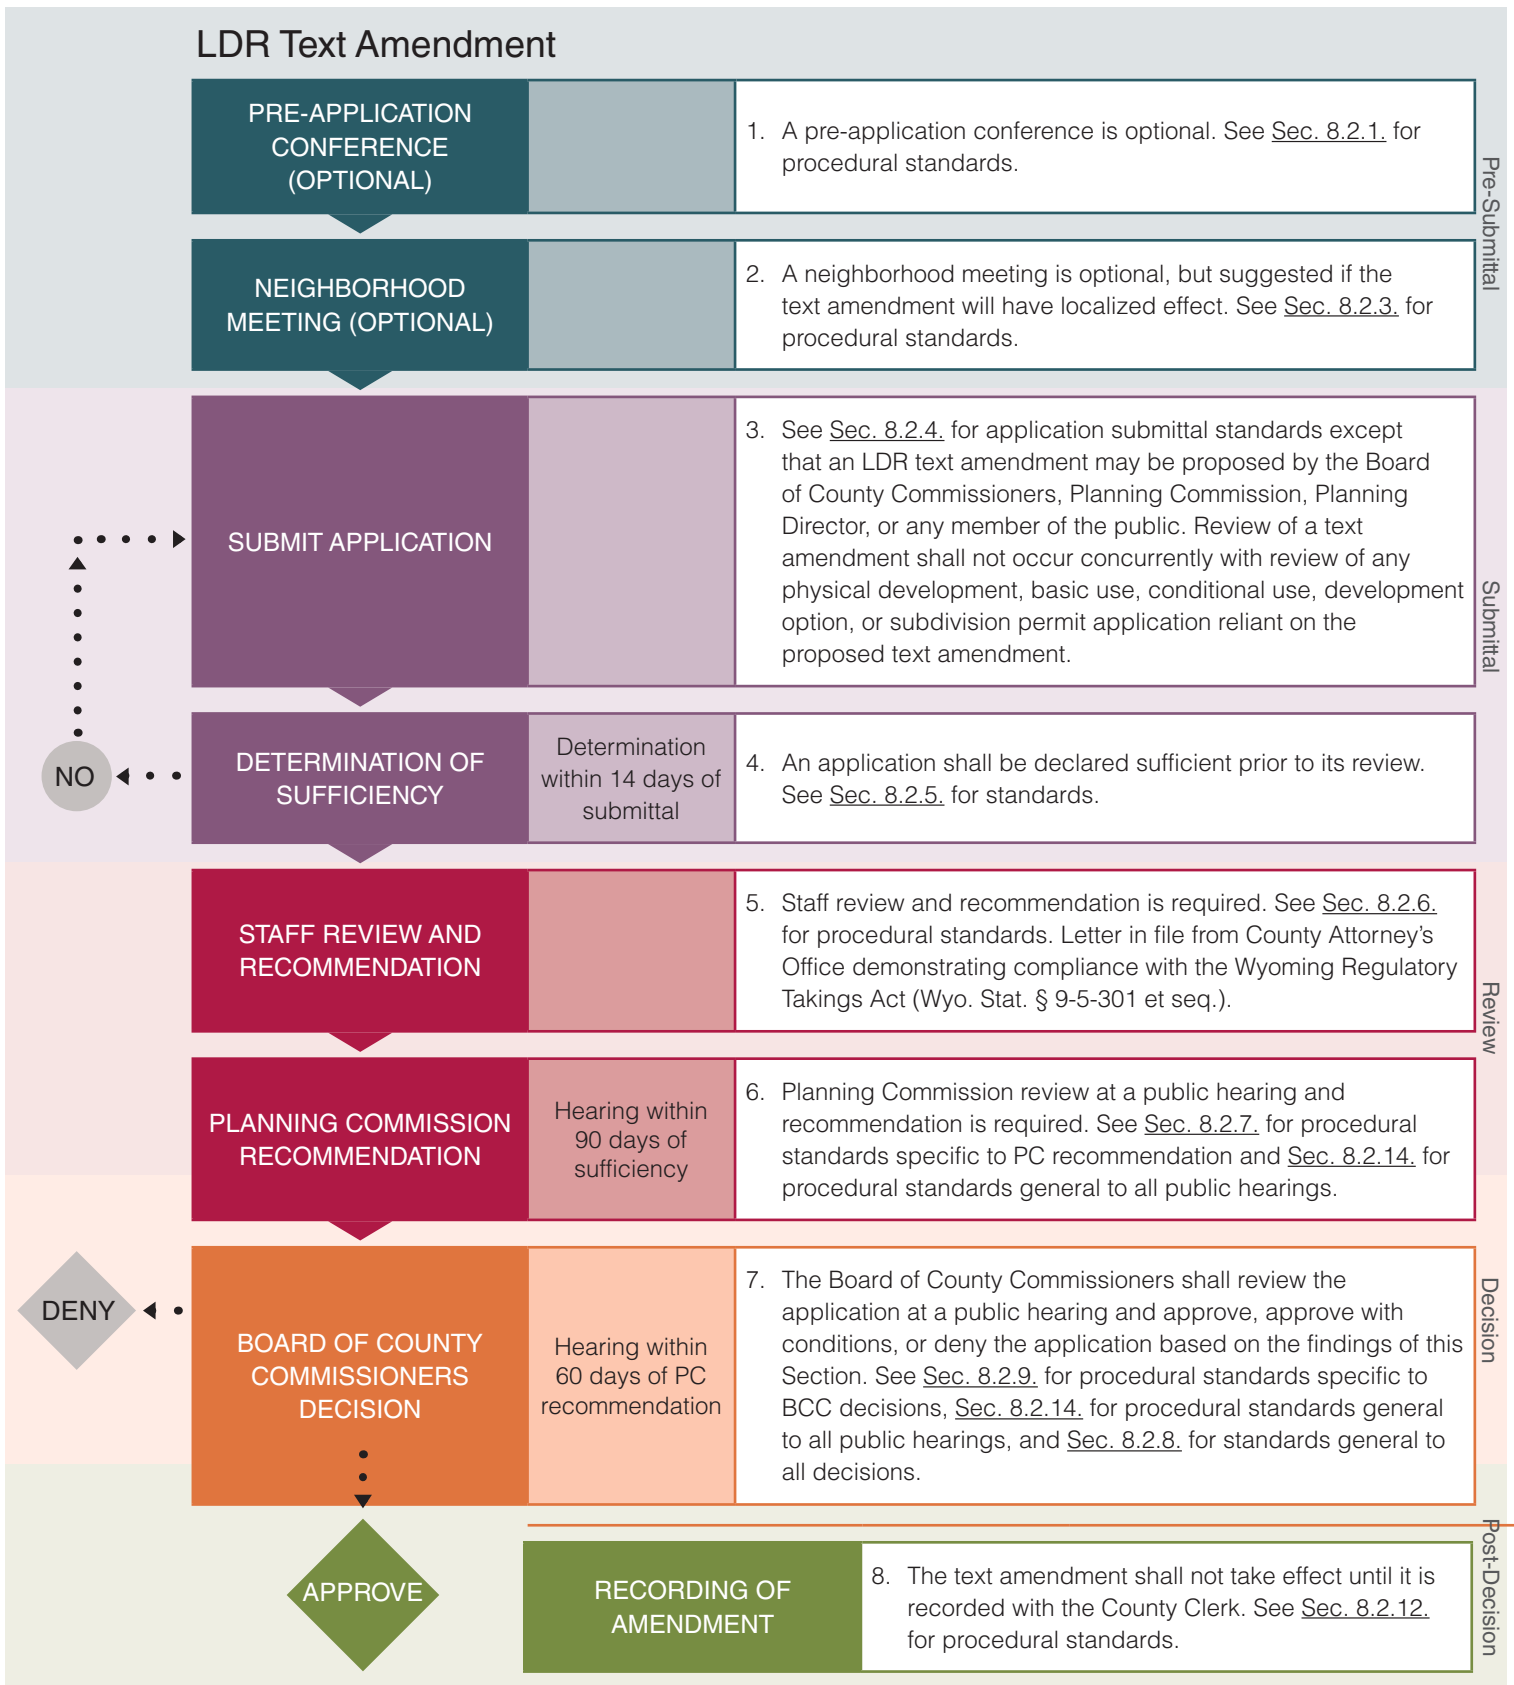 LDR Text Amendment
PRE-APPLICATION
CONFERENCE
(OPTIONAL)
1. A pre-application conference is optional. See Sec. 8.2.1. for
procedural standards.
Pre-Submittal
NEIGHBORHOOD
MEETING (OPTIONAL)
2. A neighborhood meeting is optional, but suggested if the
text amendment will have localized effect. See Sec. 8.2.3. for
procedural standards.
SUBMIT APPLICATION
3. See Sec. 8.2.4. for application submittal standards except
that an LDR text amendment may be proposed by the Board
of County Commissioners, Planning Commission, Planning
Director, or any member of the public. Review of a text
amendment shall not occur concurrently with review of any
physical development, basic use, conditional use, development
option, or subdivision permit application reliant on the
proposed text amendment.
Submittal
NO
DETERMINATION OF
SUFFICIENCY
Determination
within 14 days of
submittal
4. An application shall be declared sufficient prior to its review.
See Sec. 8.2.5. for standards.
STAFF REVIEW AND
RECOMMENDATION
5. Staff review and recommendation is required. See Sec. 8.2.6.
for procedural standards. Letter in file from County Attorney's
Office demonstrating compliance with the Wyoming Regulatory
Takings Act (Wyo. Stat. § 9-5-301 et seq.).
Review
PLANNING COMMISSION
RECOMMENDATION
Hearing within
90 days of
sufficiency
6. Planning Commission review at a public hearing and
recommendation is required. See Sec. 8.2.7. for procedural
standards specific to PC recommendation and Sec. 8.2.14. for
procedural standards general to all public hearings.
DENY
BOARD OF COUNTY
COMMISSIONERS
DECISION
Hearing within
60 days of PC
recommendation
7. The Board of County Commissioners shall review the
application at a public hearing and approve, approve with
conditions, or deny the application based on the findings of this
Section. See Sec. 8.2.9. for procedural standards specific to
BCC decisions, Sec. 8.2.14. for procedural standards general
to all public hearings, and Sec. 8.2.8. for standards general to
all decisions.
Decision
APPROVE
RECORDING OF
AMENDMENT
8. The text amendment shall not take effect until it is
recorded with the County Clerk. See Sec. 8.2.12.
for procedural standards.
Post-Decision